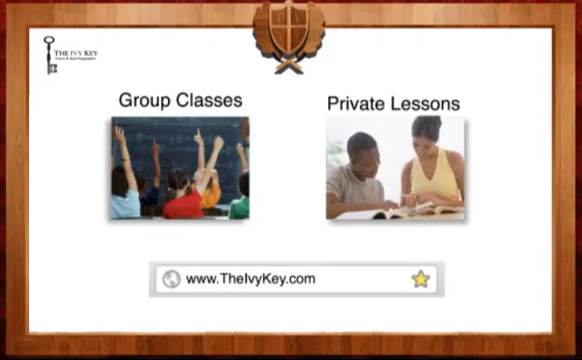 THE IVY KEY
Group Classes
Private Lessons
www.TheIvyKey.com